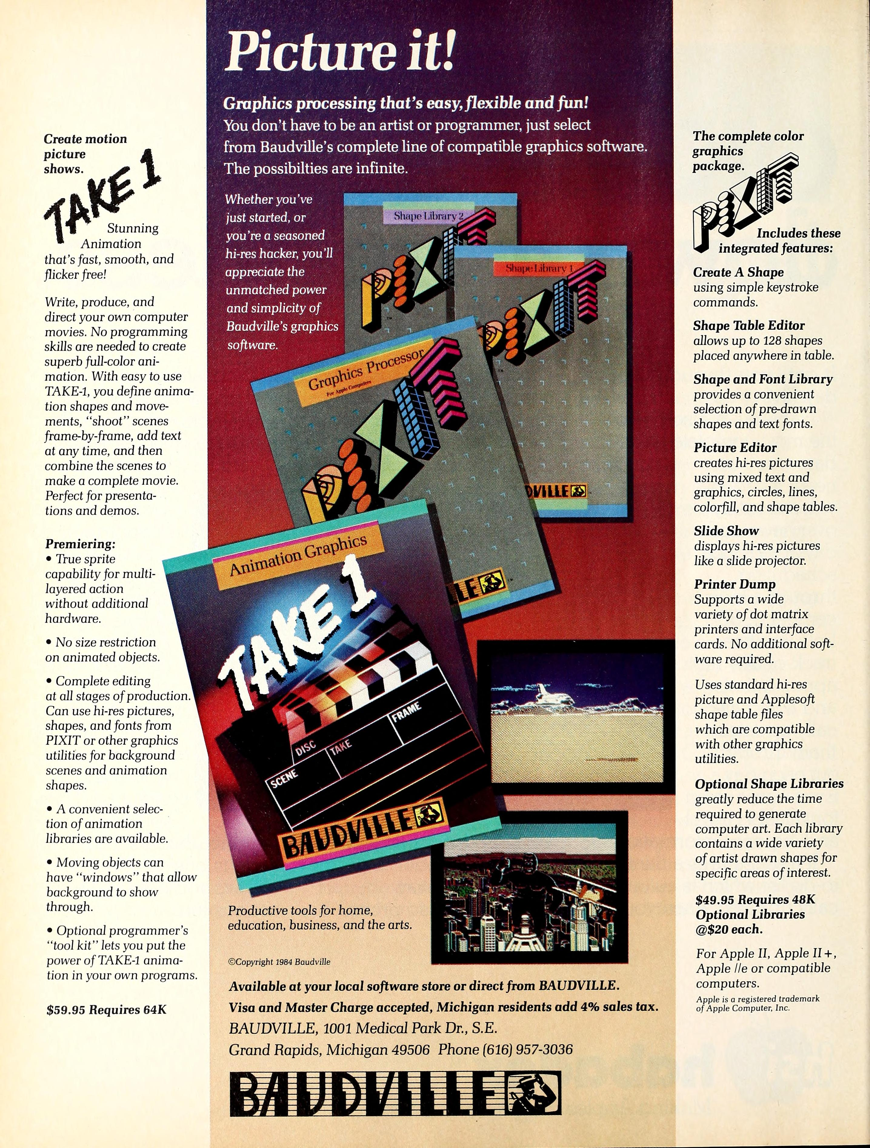 Picture it!
Graphics processing that's easy, flexible and fun!
You don't have to be an artist or programmer, just select
from Baudville's complete line of compatible graphics software.
The possibilties are infinite.
Whether you've
just started, or
you're a seasoned
hi-res hacker, you'll
appreciate the
unmatched power
and simplicity of
Baudville's graphics
software.
Create motion
picture
shows.
TAKE 1
Stunning
Animation
that's fast, smooth, and
flicker free!
Write, produce, and
direct your own computer
movies. No programming
skills are needed to create
superb full-color ani-
mation. With easy to use
TAKE-1, you define anima-
tion shapes and move-
ments, "shoot" scenes
frame-by-frame, add text
at any time, and then
combine the scenes to
make a complete movie.
Perfect for presenta-
tions and demos.
Premiering:
• True sprite
capability for multi-
layered action
without additional
hardware.
• No size restriction
on animated objects.
• Complete editing
at all stages of production.
Can use hi-res pictures,
shapes, and fonts from
PIXIT or other graphics
utilities for background
scenes and animation
shapes.
• A convenient selec-
tion of animation
libraries are available.
• Moving objects can
have "windows" that allow
background to show
through.
• Optional programmer's
"tool kit" lets you put the
power of TAKE-1 anima-
tion in your own programs.
$59.95 Requires 64K
Shape Library 2
PIXIT
Shape Library 1
PIXIT
DVILLE
Graphics Processor
For Apple Computers
PIXIT
LLE
Animation Graphics
TAKE 1
DISC
TAKE
FRAME
SCENE
BAUDVILLE
Productive tools for home,
education, business, and the arts.
©Copyright 1984 Baudville
Available at your local software store or direct from BAUDVILLE.
Visa and Master Charge accepted, Michigan residents add 4% sales tax.
BAUDVILLE, 1001 Medical Park Dr., S.E.
Grand Rapids, Michigan 49506 Phone (616) 957-3036
BAUDVILLE
The complete color
graphics
package.
PIXIT
Includes these
integrated features:
Create A Shape
using simple keystroke
commands.
Shape Table Editor
allows up to 128 shapes
placed anywhere in table.
Shape and Font Library
provides a convenient
selection of pre-drawn
shapes and text fonts.
Picture Editor
creates hi-res pictures
using mixed text and
graphics, circles, lines,
colorfill, and shape tables.
Slide Show
displays hi-res pictures
like a slide projector.
Printer Dump
Supports a wide
variety of dot matrix
printers and interface
cards. No additional soft-
ware required.
Uses standard hi-res
picture and Applesoft
shape table files
which are compatible
with other graphics
utilities.
Optional Shape Libraries
greatly reduce the time
required to generate
computer art. Each library
contains a wide variety
of artist drawn shapes for
specific areas of interest.
$49.95 Requires 48K
Optional Libraries
@$20 each.
For Apple II, Apple II+,
Apple //e or compatible
computers.
Apple is a registered trademark
of Apple Computer, Inc.